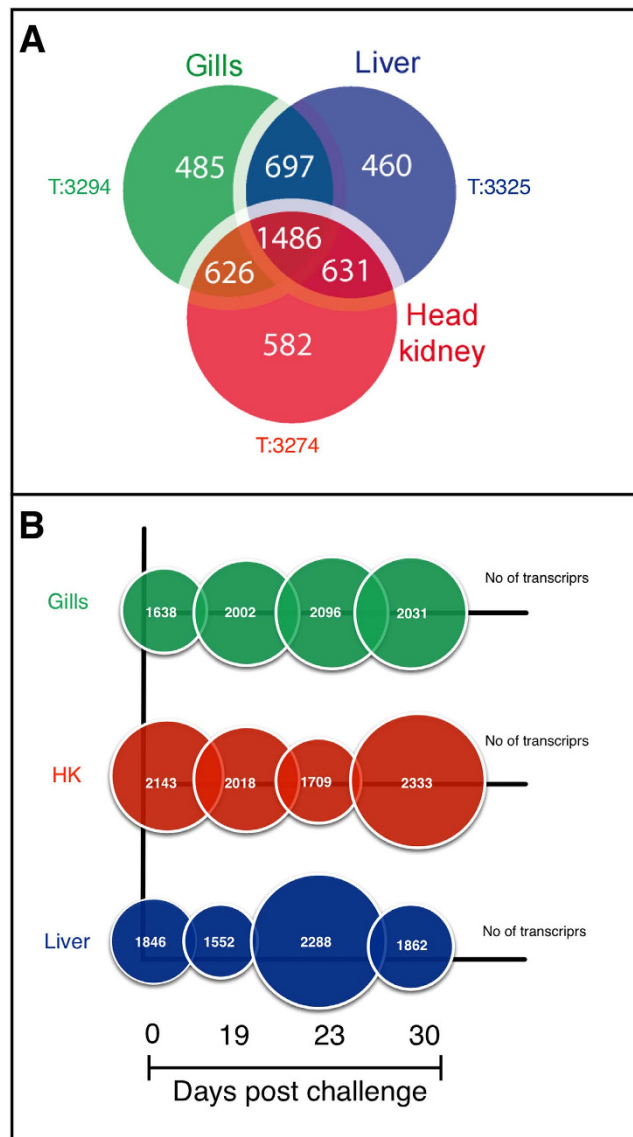 A
Gills
Liver
485
697
460
T:3294
T:3325
1486
626
631
Head
kidney
582
T:3274
B
No of transcriprs
Gills
1638
2002
2096
2031
No of transcriprs
HK
2143
2018
1709
2333
No of transcriprs
Liver
1846
1552
2288
1862
0
19
23
30
Days post challenge